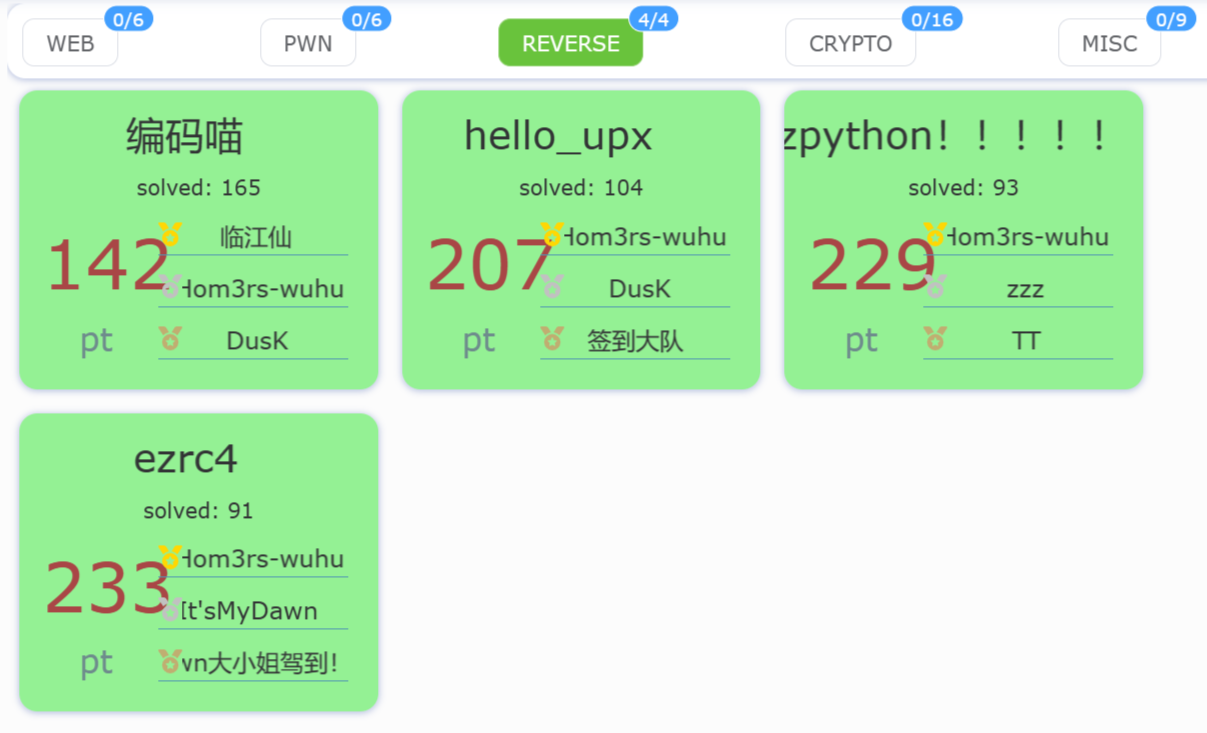 0/6 0/6 4/4 0/16 0/9
WEB PWN REVERSE CRYPTO MISC
编码喵
solved: 165
142
pt
临江仙
Hom3rs-wuhu
DusK
hello_upx
solved: 104
207
pt
Hom3rs-wuhu
DusK
签到大队
zpython！！！！！
solved: 93
229
pt
Hom3rs-wuhu
zzz
TT
ezrc4
solved: 91
233
pt
Hom3rs-wuhu
It'sMyDawn
wn大小姐驾到！